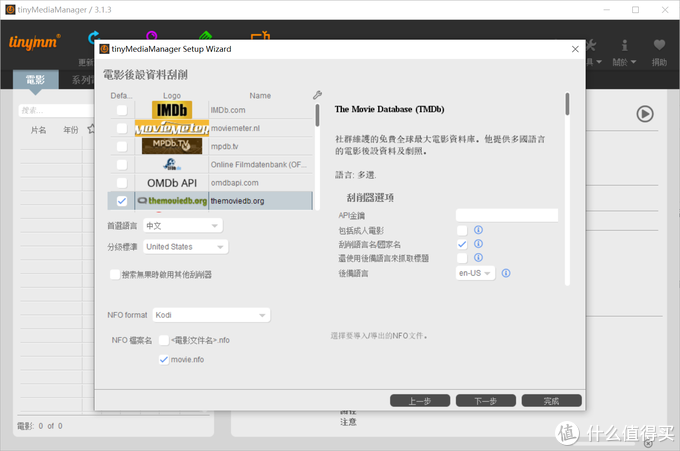 tinyMediaManager / 3.1.3
tinymm®
更新
關於
捐助
電影
搜索...
片名 年份
tinyMediaManager Setup Wizard
電影後設資料刮削
Defa... Logo Name
IMDb IMDb.com
MOVIEMETER moviemeter.nl
MPDb.TV mpdb.tv
Online Filmdatenbank (OF...
OMDb API omdbapi.com
themoviedb.org themoviedb.org
首選語言 中文
分級標準 United States
搜索無果時啟用其他刮削器
NFO format Kodi
NFO 檔案名 <電影文件名>.nfo
movie.nfo
The Movie Database (TMDb)
社群維護的免費全球最大電影資料庫。他提供多國語言
的電影後設資料及劇照。
語言: 多選.
刮削器選項
API金鑰
包括成人電影
刮削語言名/國家名
還使用後備語言來抓取標題
後備語言 en-US
選擇要導入/導出的NFO文件。
上一步 下一步 完成
電影: 0 of 0
路徑
注意
值 什么值得买